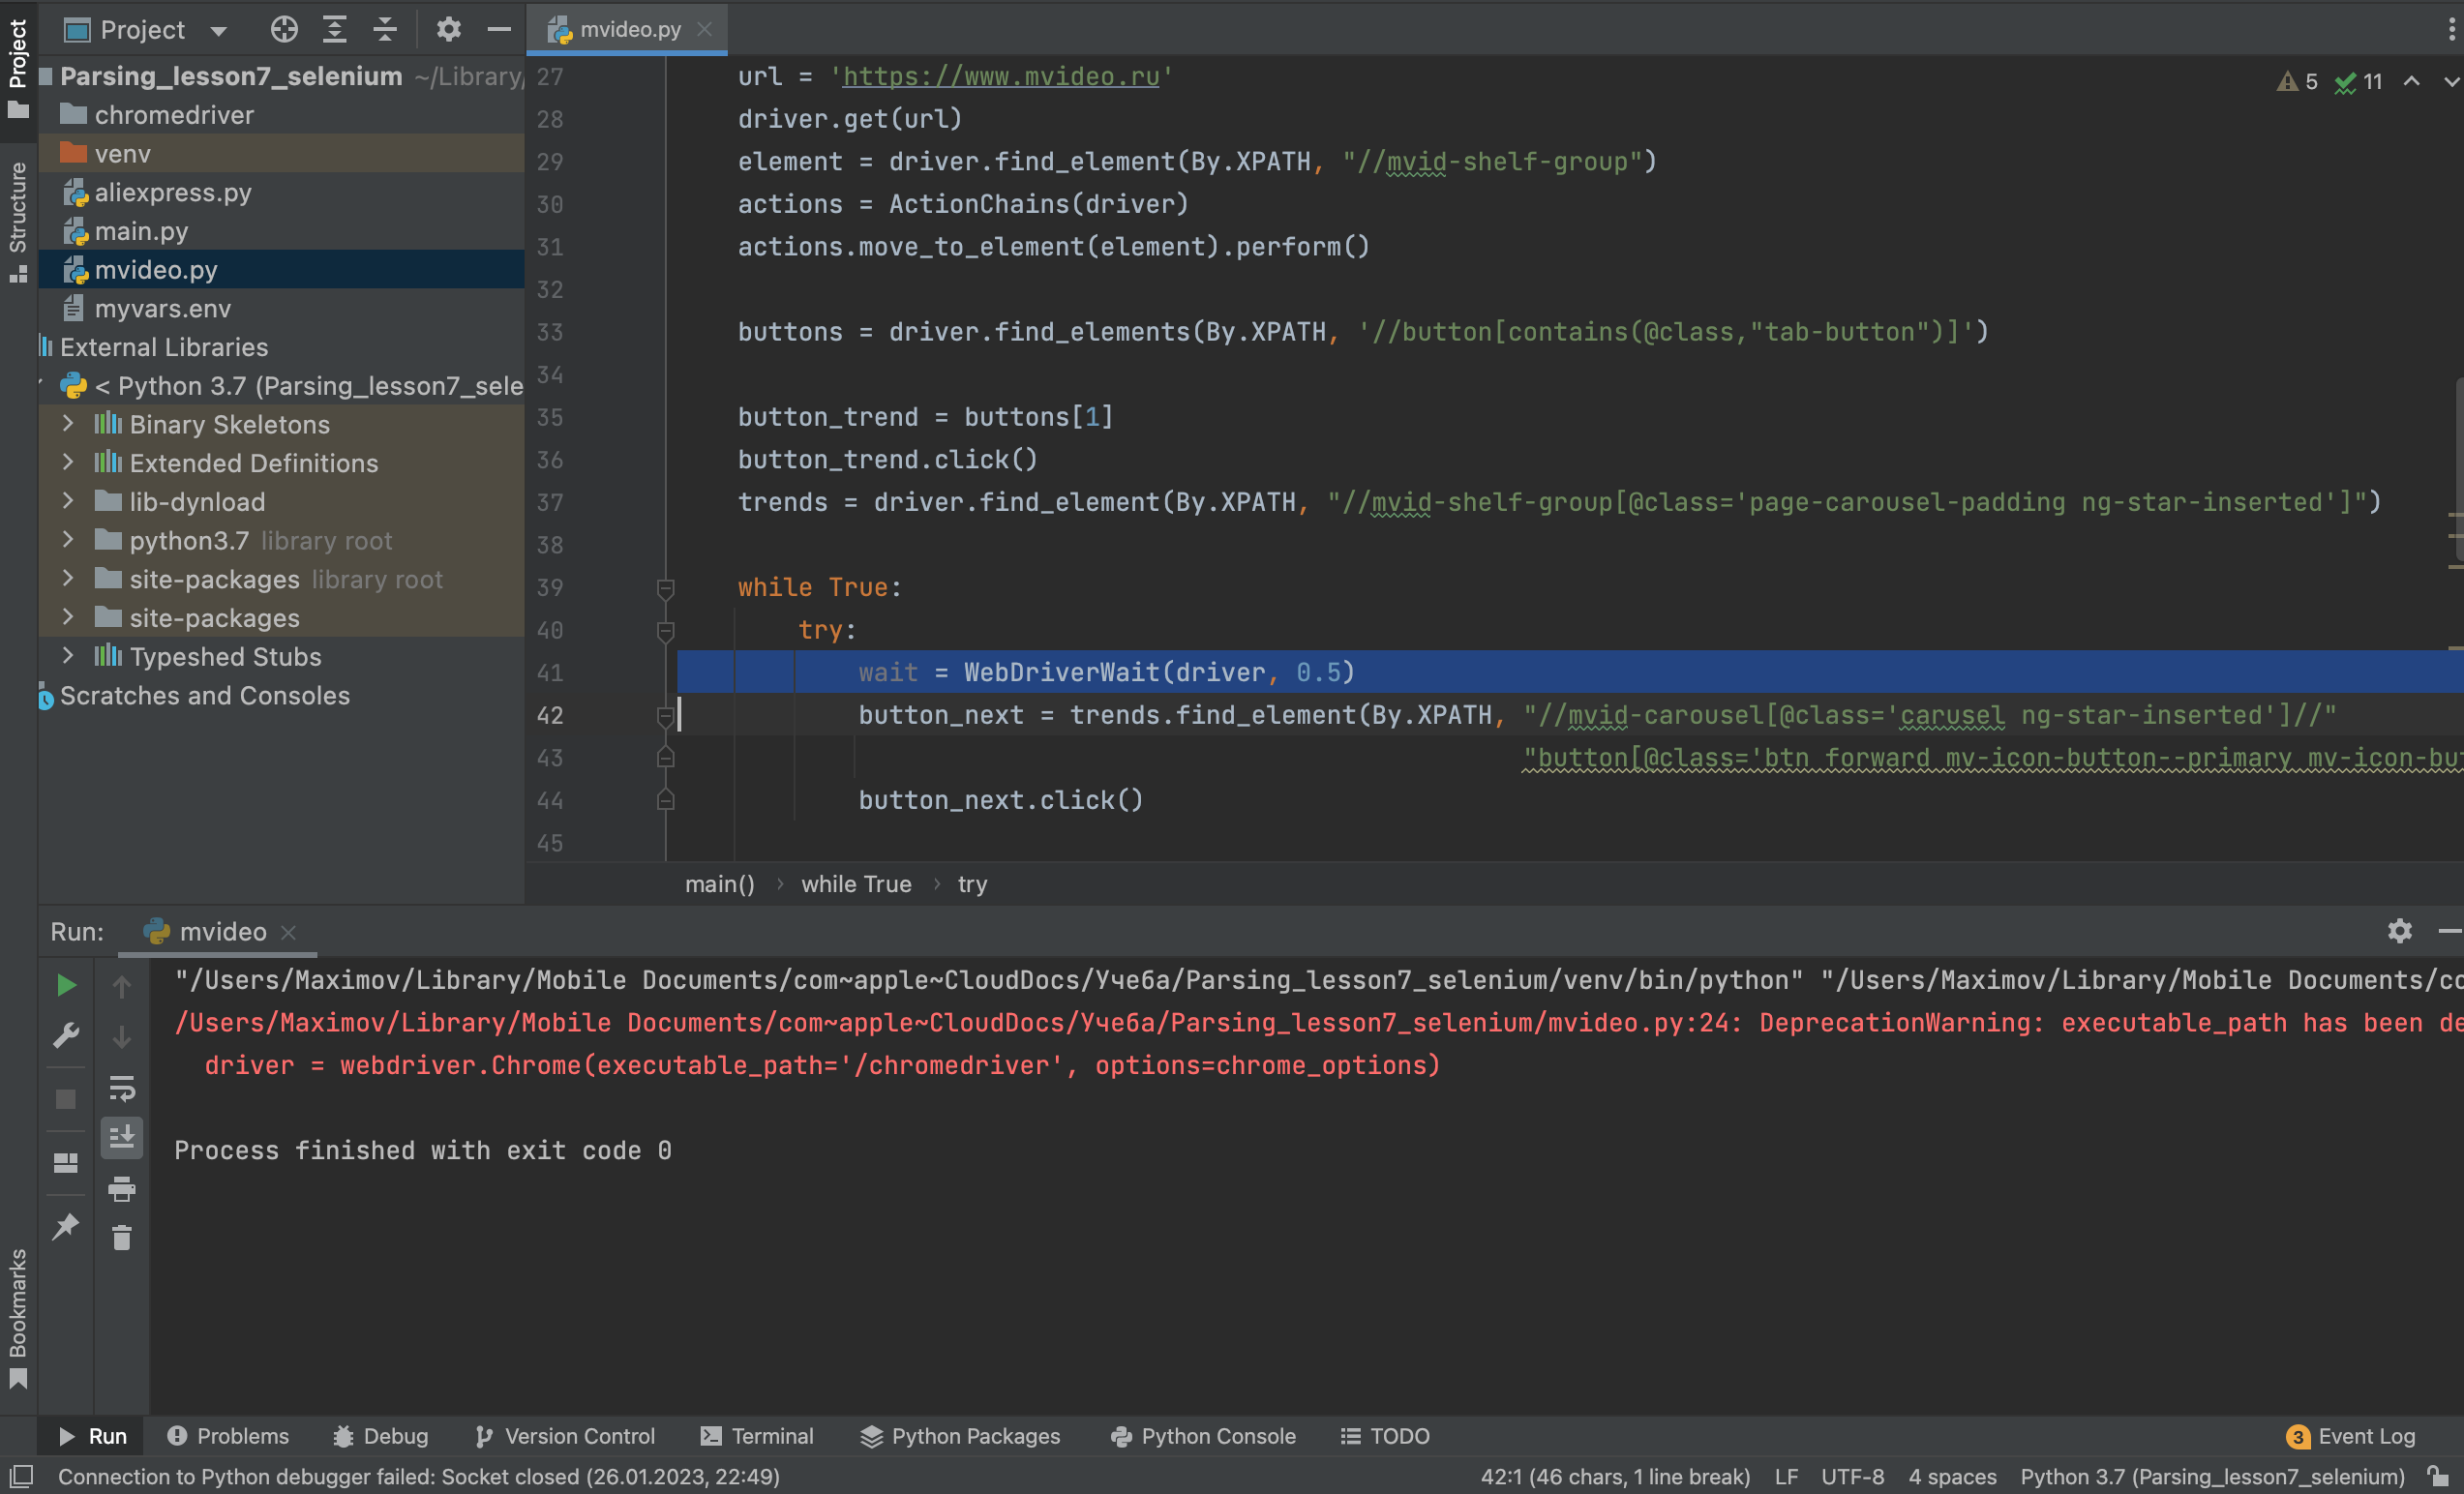 Project
Project
mvideo.py
Parsing_lesson7_selenium ~/Library/
chromedriver
venv
aliexpress.py
main.py
mvideo.py
myvars.env
External Libraries
< Python 3.7 (Parsing_lesson7_sele
Binary Skeletons
Extended Definitions
lib-dynload
python3.7 library root
site-packages library root
site-packages
Typeshed Stubs
Scratches and Consoles
Structure
Bookmarks
5 11
27 url = 'https://www.mvideo.ru'
28 driver.get(url)
29 element = driver.find_element(By.XPATH, "//mvid-shelf-group")
30 actions = ActionChains(driver)
31 actions.move_to_element(element).perform()
32
33 buttons = driver.find_elements(By.XPATH, '//button[contains(@class,"tab-button")]')
34
35 button_trend = buttons[1]
36 button_trend.click()
37 trends = driver.find_element(By.XPATH, "//mvid-shelf-group[@class='page-carousel-padding ng-star-inserted']")
38
39 while True:
40 try:
41 wait = WebDriverWait(driver, 0.5)
42 button_next = trends.find_element(By.XPATH, "//mvid-carousel[@class='carusel ng-star-inserted']//"
43 "button[@class='btn forward mv-icon-button--primary mv-icon-but
44 button_next.click()
45
main() › while True › try
Run: mvideo
"/Users/Maximov/Library/Mobile Documents/com~apple~CloudDocs/Учеба/Parsing_lesson7_selenium/venv/bin/python" "/Users/Maximov/Library/Mobile Documents/co
/Users/Maximov/Library/Mobile Documents/com~apple~CloudDocs/Учеба/Parsing_lesson7_selenium/mvideo.py:24: DeprecationWarning: executable_path has been de
driver = webdriver.Chrome(executable_path='/chromedriver', options=chrome_options)
Process finished with exit code 0
Run Problems Debug Version Control Terminal Python Packages Python Console TODO 3 Event Log
Connection to Python debugger failed: Socket closed (26.01.2023, 22:49) 42:1 (46 chars, 1 line break) LF UTF-8 4 spaces Python 3.7 (Parsing_lesson7_selenium)